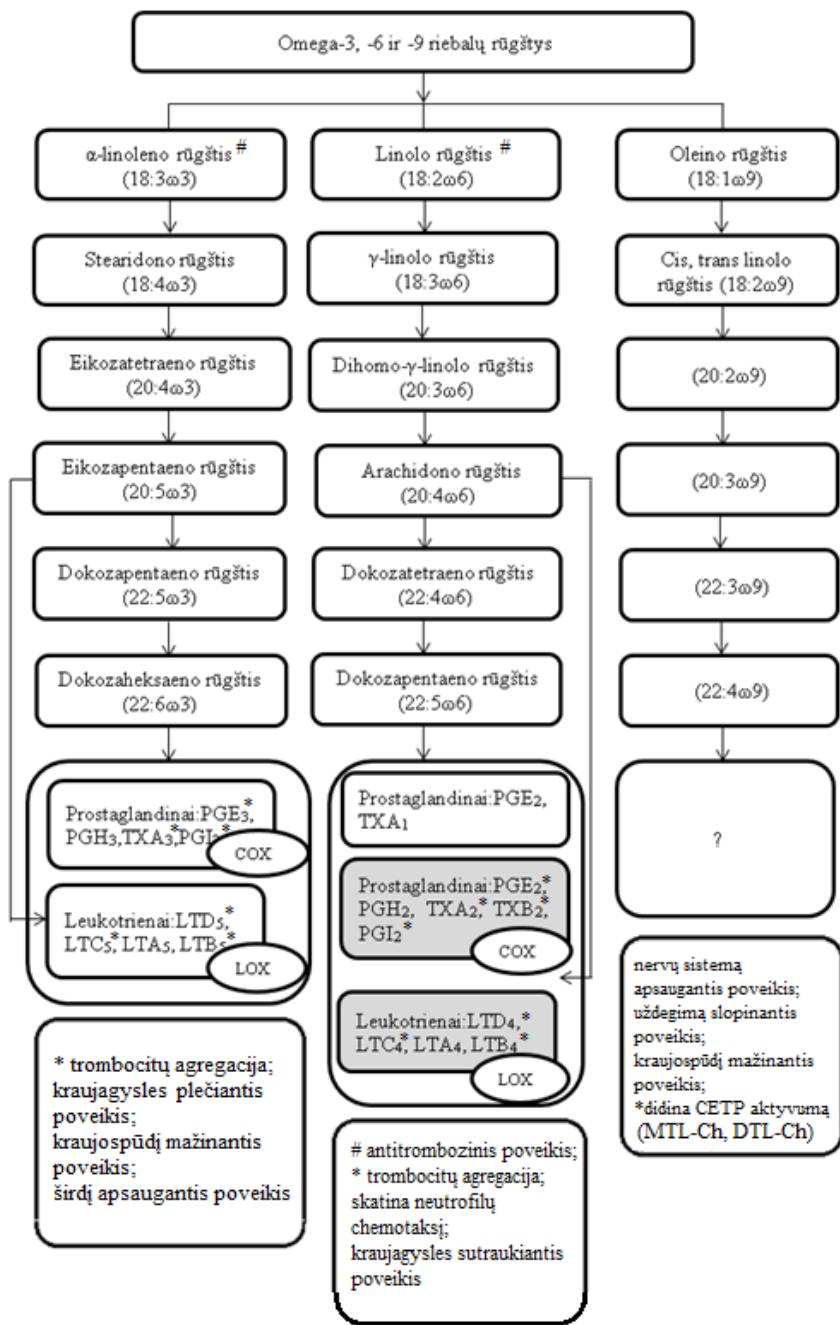 Omega-3, -6 ir -9 riebalų rūgštys
α-linoleno rūgštis #
(18:3ω3)
Stearidono rūgštis
(18:4ω3)
Eikozatetraeno rūgštis
(20:4ω3)
Eikozapentaeno rūgštis
(20:5ω3)
Dokozapentaeno rūgštis
(22:5ω3)
Dokozaheksaeno rūgštis
(22:6ω3)
Prostaglandinai:PGE₃*,
PGH₃,TXA₃*,
COX
Leukotrienai:LTD₅,*
LTC₅* LTA₅, LTB₅*
LOX
* trombocitų agregacija;
kraujagysles plečiantis
poveikis;
kraujospūdį mažinantis
poveikis;
širdį apsaugantis poveikis
Linolo rūgštis #
(18:2ω6)
γ-linolo rūgštis
(18:3ω6)
Dihomo-γ-linolo rūgštis
(20:3ω6)
Arachidono rūgštis
(20:4ω6)
Dokozatetraeno rūgštis
(22:4ω6)
Dokozapentaeno rūgštis
(22:5ω6)
Prostaglandinai:PGE₂,
TXA₁
Prostaglandinai:PGE₂,*
PGH₂, TXA₂,* TXB₂,*
PGI₂*
COX
Leukotrienai:LTD₄,*
LTC₄*, LTA₄, LTB₄*
LOX
# antitrombozinis poveikis;
* trombocitų agregacija;
skatina neutrofilų
chemotaksį;
kraujagysles sutraukiantis
poveikis
Oleino rūgštis
(18:1ω9)
Cis, trans linolo
rūgštis (18:2ω9)
(20:2ω9)
(20:3ω9)
(22:3ω9)
(22:4ω9)
?
nervų sistemą
apsaugantis poveikis;
uždegimą slopinantis
poveikis;
kraujospūdį mažinantis
poveikis;
*didina CETP aktyvumą
(MTL-Ch, DTL-Ch)